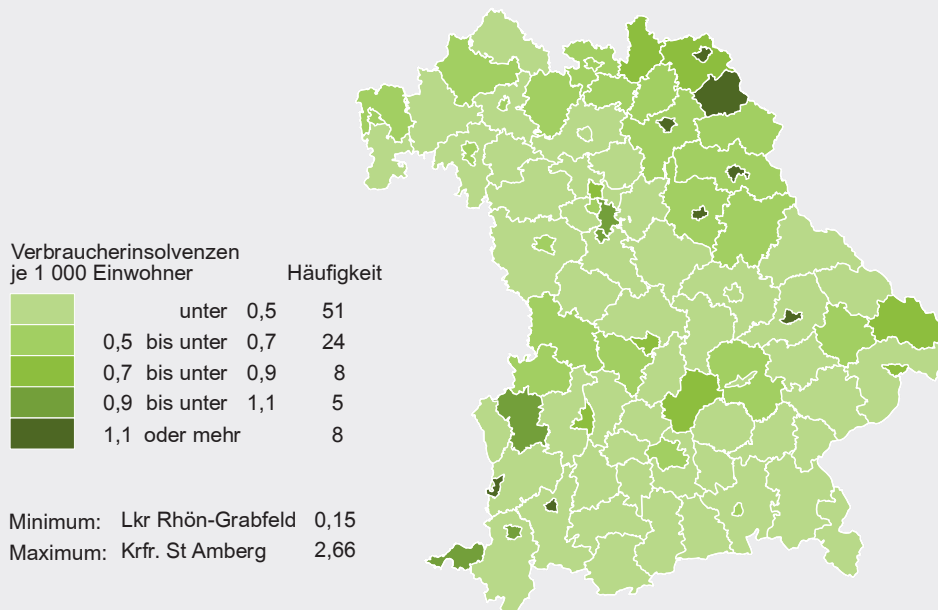 Verbraucherinsolvenzen
je 1 000 Einwohner Häufigkeit
unter 0,5 51
0,5 bis unter 0,7 24
0,7 bis unter 0,9 8
0,9 bis unter 1,1 5
1,1 oder mehr 8
Minimum: Lkr Rhön-Grabfeld 0,15
Maximum: Krfr. St Amberg 2,66